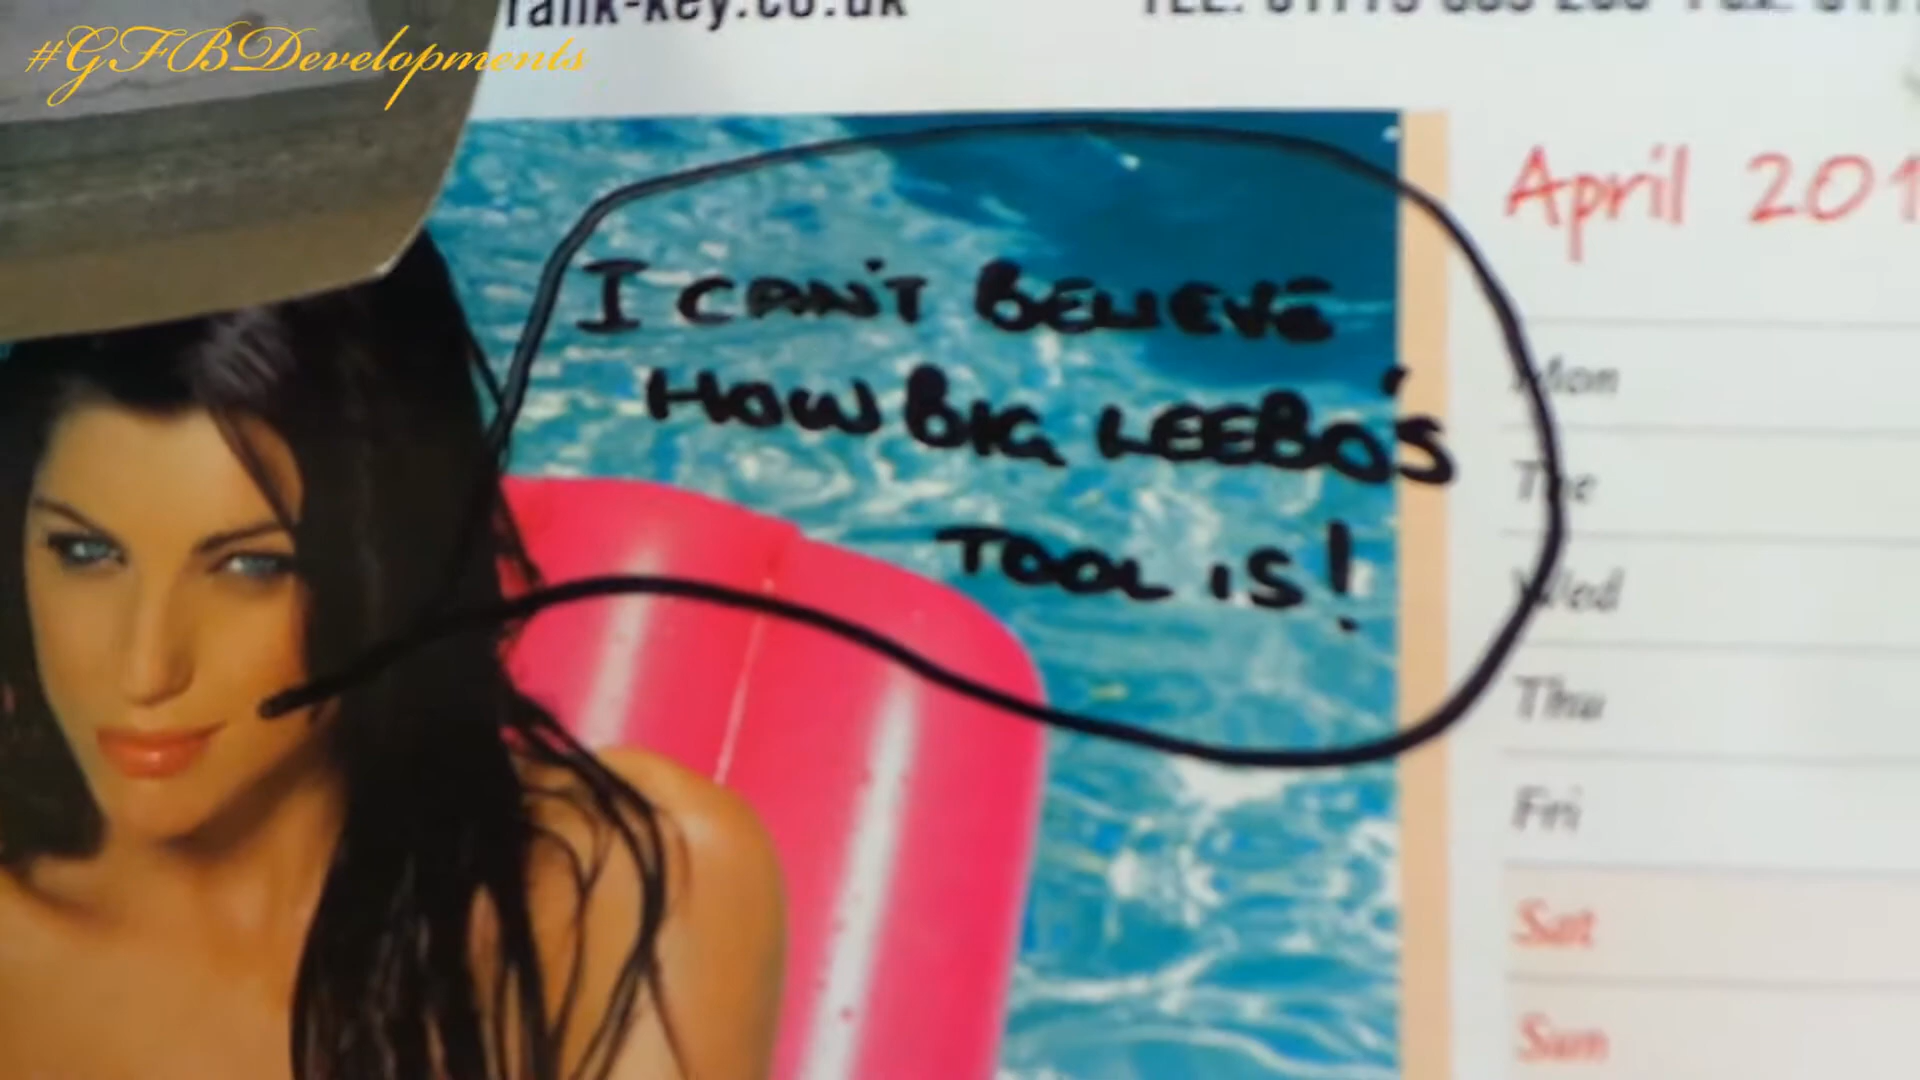 #GFBDevelopments
rank-key.co.uk
April 201
I CAN'T BELIEVE
HOW BIG LEEBO'S
TOOL IS!
Mon
Tue
Wed
Thu
Fri
Sat
Sun